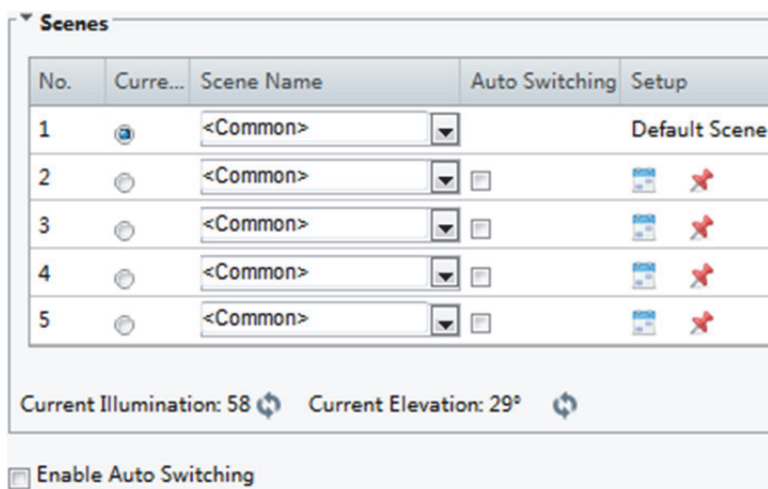 Scenes
No. Curre... Scene Name Auto Switching Setup
1 <Common> Default Scene
2 <Common>
3 <Common>
4 <Common>
5 <Common>
Current Illumination: 58 Current Elevation: 29°
Enable Auto Switching